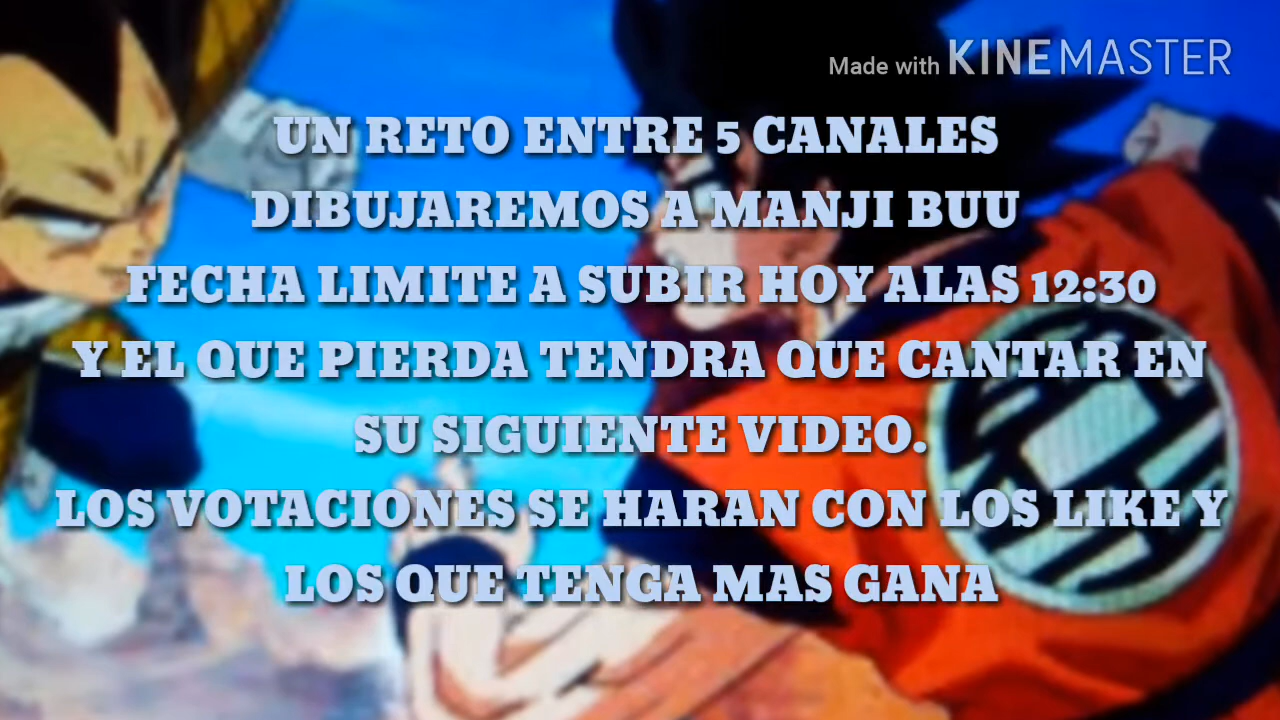 Made with KINEMASTER
UN RETO ENTRE 5 CANALES
DIBUJAREMOS A MANJI BUU
FECHA LIMITE A SUBIR HOY ALAS 12:30
Y EL QUE PIERDA TENDRA QUE CANTAR EN
SU SIGUIENTE VIDEO.
LOS VOTACIONES SE HARAN CON LOS LIKE Y
LOS QUE TENGA MAS GANA